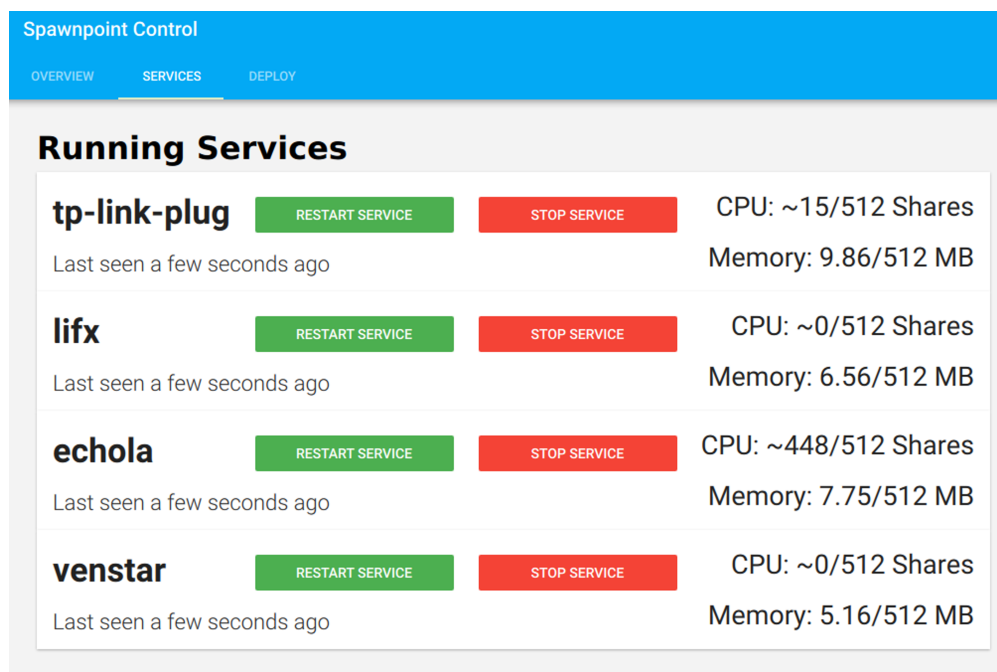 Spawnpoint Control
OVERVIEW SERVICES DEPLOY
Running Services
tp-link-plug RESTART SERVICE STOP SERVICE CPU: ~15/512 Shares
Last seen a few seconds ago Memory: 9.86/512 MB
lifx RESTART SERVICE STOP SERVICE CPU: ~0/512 Shares
Last seen a few seconds ago Memory: 6.56/512 MB
echola RESTART SERVICE STOP SERVICE CPU: ~448/512 Shares
Last seen a few seconds ago Memory: 7.75/512 MB
venstar RESTART SERVICE STOP SERVICE CPU: ~0/512 Shares
Last seen a few seconds ago Memory: 5.16/512 MB